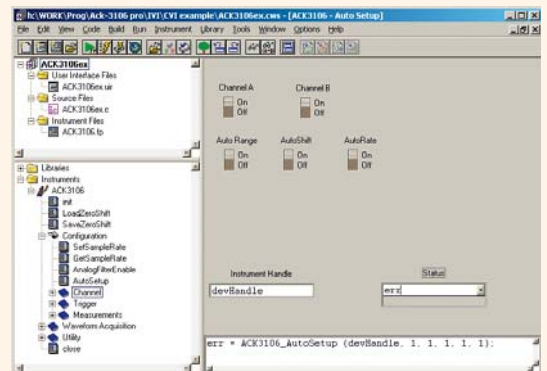 h:\WORK\Prog\Ack-3106 pro\IVI\CVI example\ACK3106ex.cws - [ACK3106 - Auto Setup]
File Edit View Code Build Run Instrument Library Tools Window Options Help
ACK3106ex
User Interface Files
ACK3106ex.uir
Source Files
ACK3106ex.c
Instrument Files
ACK3106.fp
Libraries
Instruments
ACK3106
init
LoadZeroShift
SaveZeroShift
Configuration
SetSampleRate
GetSampleRate
AnalogFilterEnable
AutoSetup
Channel
Trigger
Measurements
Waveform Acquisition
Utility
close
Channel A
On
Off
Channel B
On
Off
Auto Range
On
Off
AutoShift
On
Off
AutoRate
On
Off
Instrument Handle
devHandle
Status
err
err = ACK3106_AutoSetup (devHandle, 1, 1, 1, 1, 1);